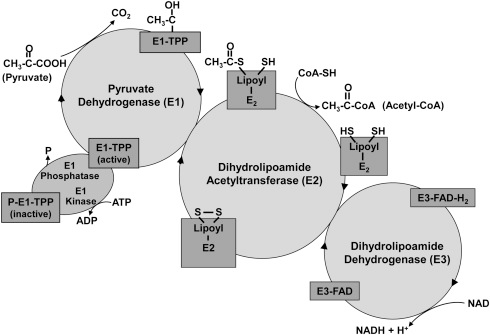 CO2
OH
CH3-C
E1-TPP
O
CH3-C-COOH
(Pyruvate)
Pyruvate
Dehydrogenase (E1)
O
CH3-C-S
SH
Lipoyl
E2
CoA-SH
O
CH3-C-CoA (Acetyl-CoA)
HS
SH
Lipoyl
E2
E1-TPP
(active)
P
E1
Phosphatase
E1
Kinase
P-E1-TPP
(inactive)
ATP
ADP
Dihydrolipoamide
Acetyltransferase (E2)
S — S
Lipoyl
E2
E3-FAD-H2
Dihydrolipoamide
Dehydrogenase (E3)
E3-FAD
NAD
NADH + H+